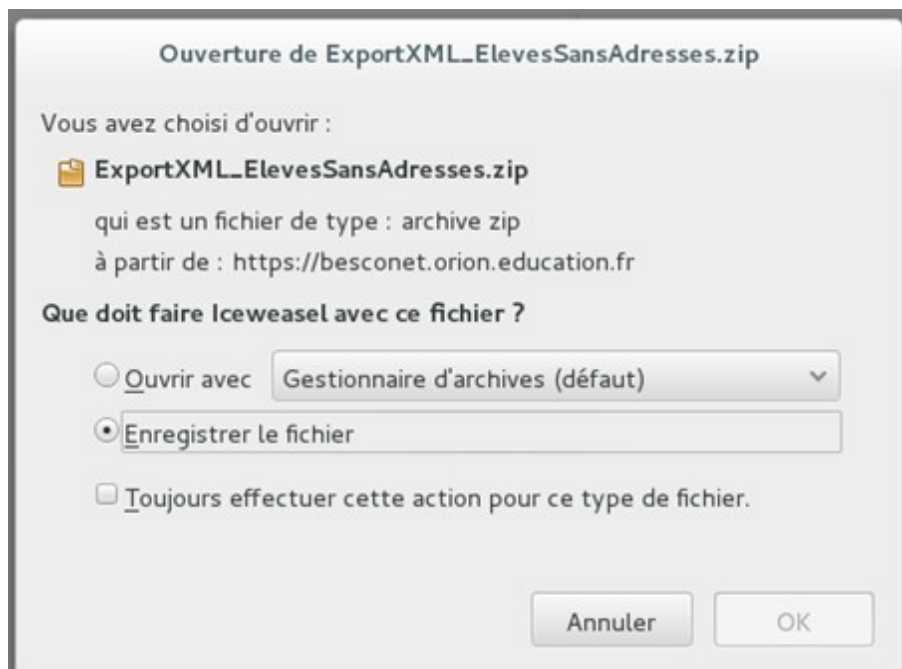 Ouverture de ExportXML_ElevesSansAdresses.zip
Vous avez choisi d'ouvrir :
ExportXML_ElevesSansAdresses.zip
qui est un fichier de type : archive zip
à partir de : https://besconet.orion.education.fr
Que doit faire Iceweasel avec ce fichier ?
Ouvrir avec Gestionnaire d'archives (défaut)
Enregistrer le fichier
Toujours effectuer cette action pour ce type de fichier.
Annuler OK